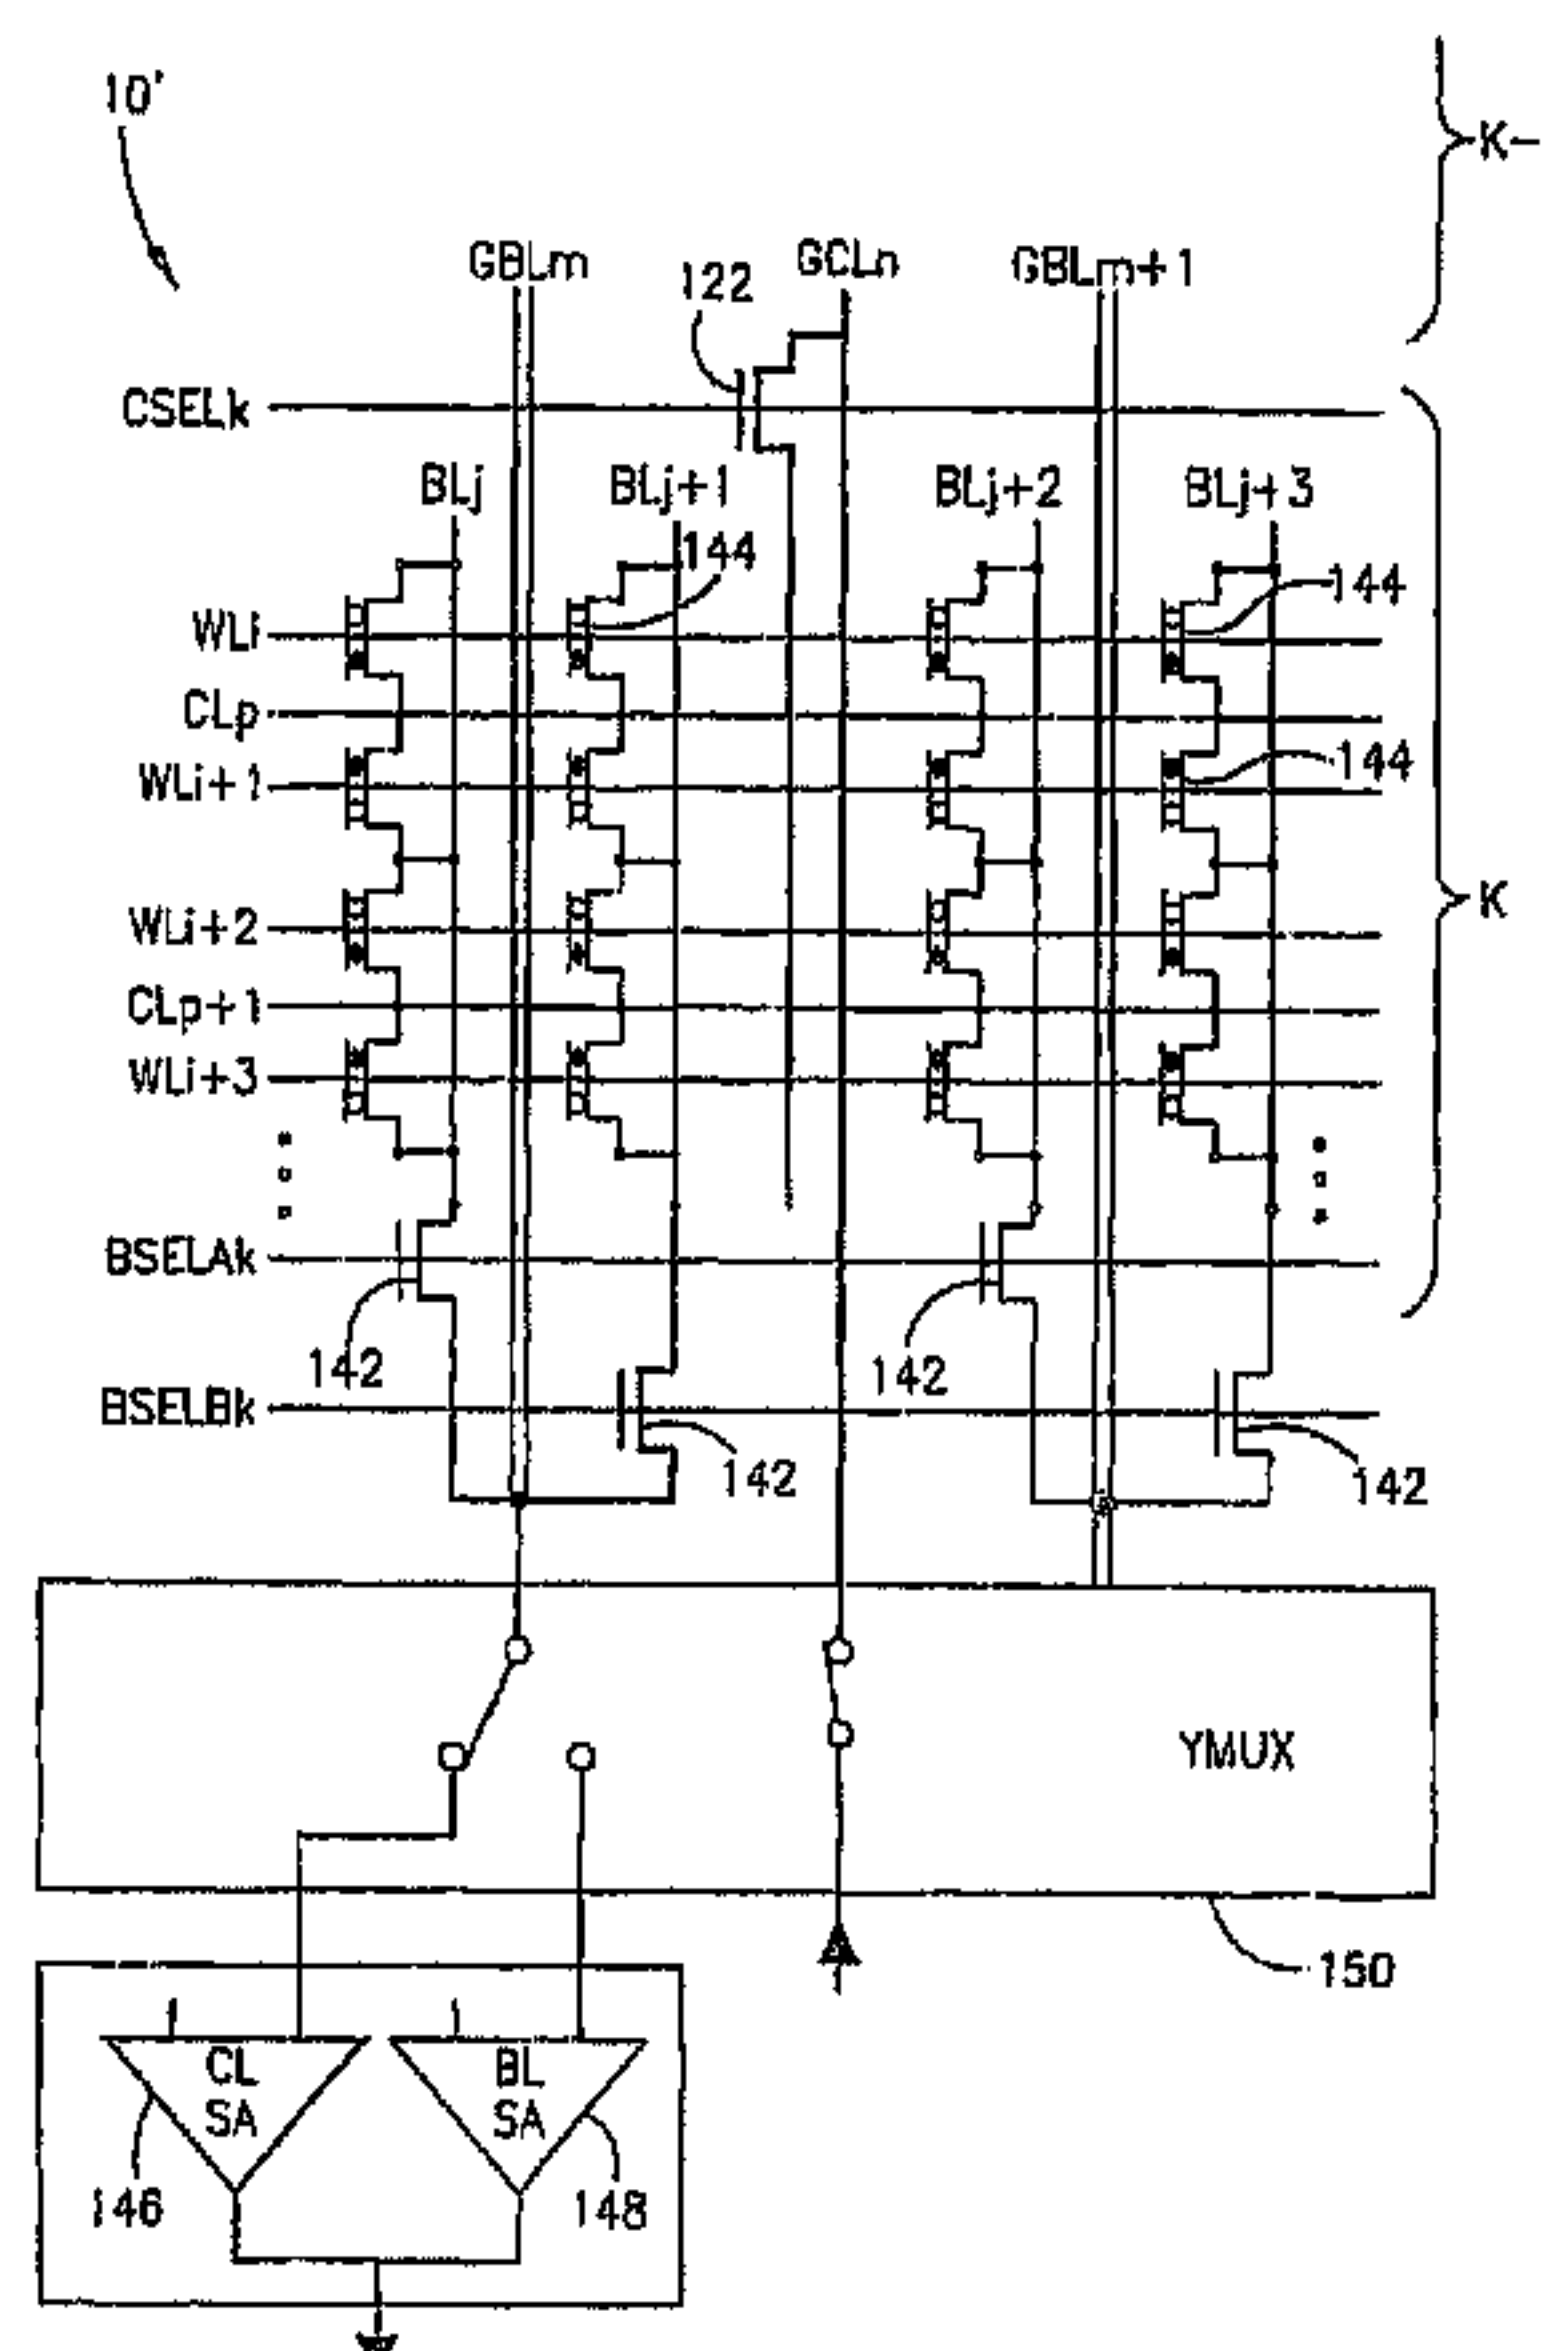 10'
K-
GBLm
GCLn
GBLm+1
122
CSELk
BLj
BLj+1
BLj+2
BLj+3
144
144
WLi
CLp
144
WLi+1
K
WLi+2
CLp+1
WLi+3
BSELAk
142
142
BSELBk
142
142
YMUX
150
CL
SA
BL
SA
146
148